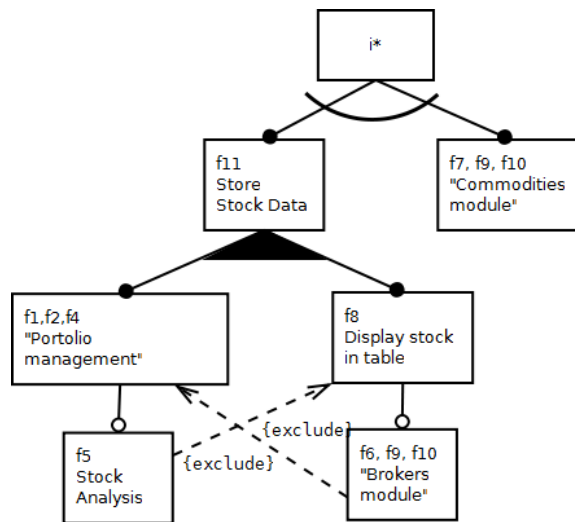 i*
f11
Store
Stock Data
f7, f9, f10
"Commodities
module"
f1,f2,f4
"Portolio
management"
f8
Display stock
in table
{exclude}
{exclude}
f5
Stock
Analysis
f6, f9, f10
"Brokers
module"